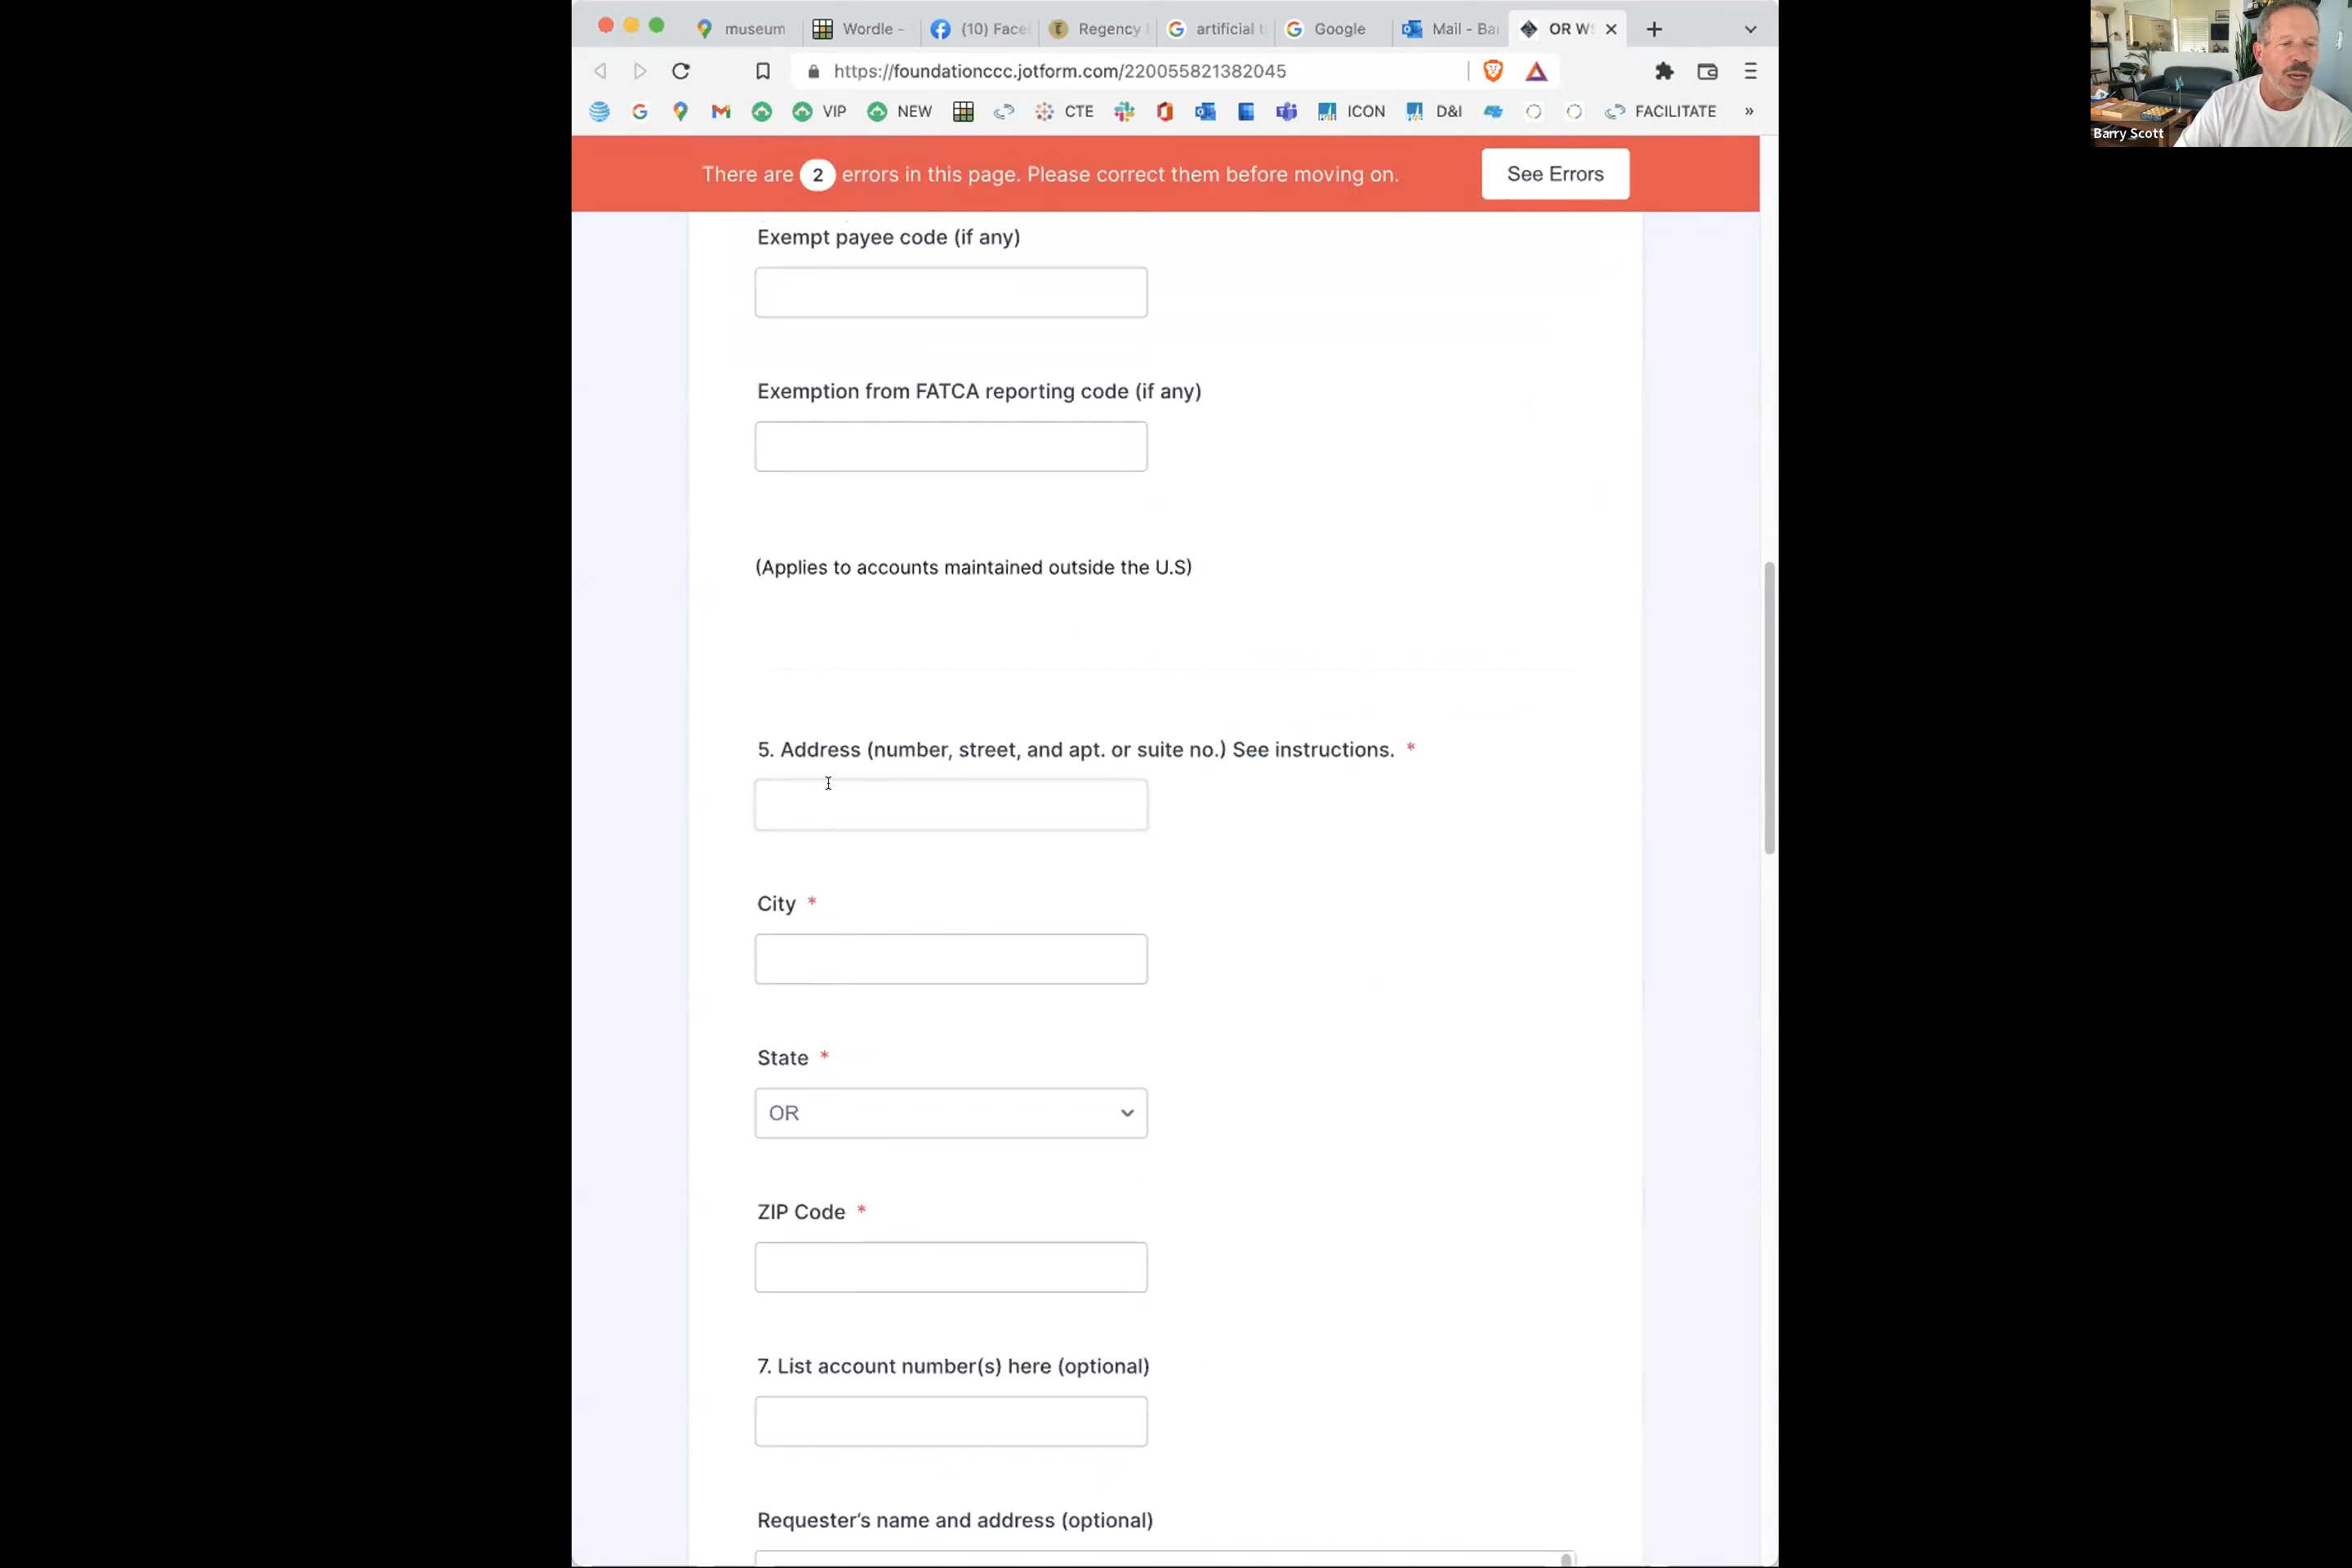 museum
Wordle -
(10) Face
Regency
artificial t
Google
Mail - Ba
OR W
https://foundationccc.jotform.com/220055821382045
VIP
NEW
CTE
ICON
D&I
FACILITATE
»
Barry Scott
There are 2 errors in this page. Please correct them before moving on.
See Errors
Exempt payee code (if any)
Exemption from FATCA reporting code (if any)
(Applies to accounts maintained outside the U.S)
5. Address (number, street, and apt. or suite no.) See instructions. *
City *
State *
OR
ZIP Code *
7. List account number(s) here (optional)
Requester's name and address (optional)